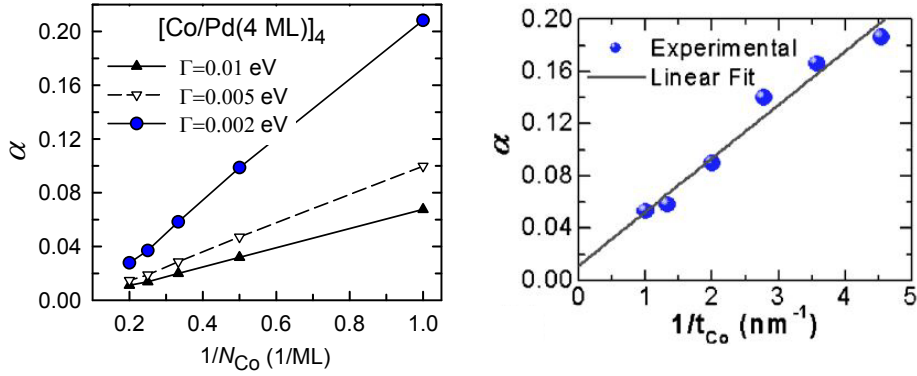 [Co/Pd(4 ML)]4
Γ=0.01 eV
Γ=0.005 eV
Γ=0.002 eV
α
0.20
0.16
0.12
0.08
0.04
0.00
0.2 0.4 0.6 0.8 1.0
1/NCo (1/ML)
Experimental
Linear Fit
α
0.20
0.16
0.12
0.08
0.04
0.00
0 1 2 3 4 5
1/tCo (nm-1)